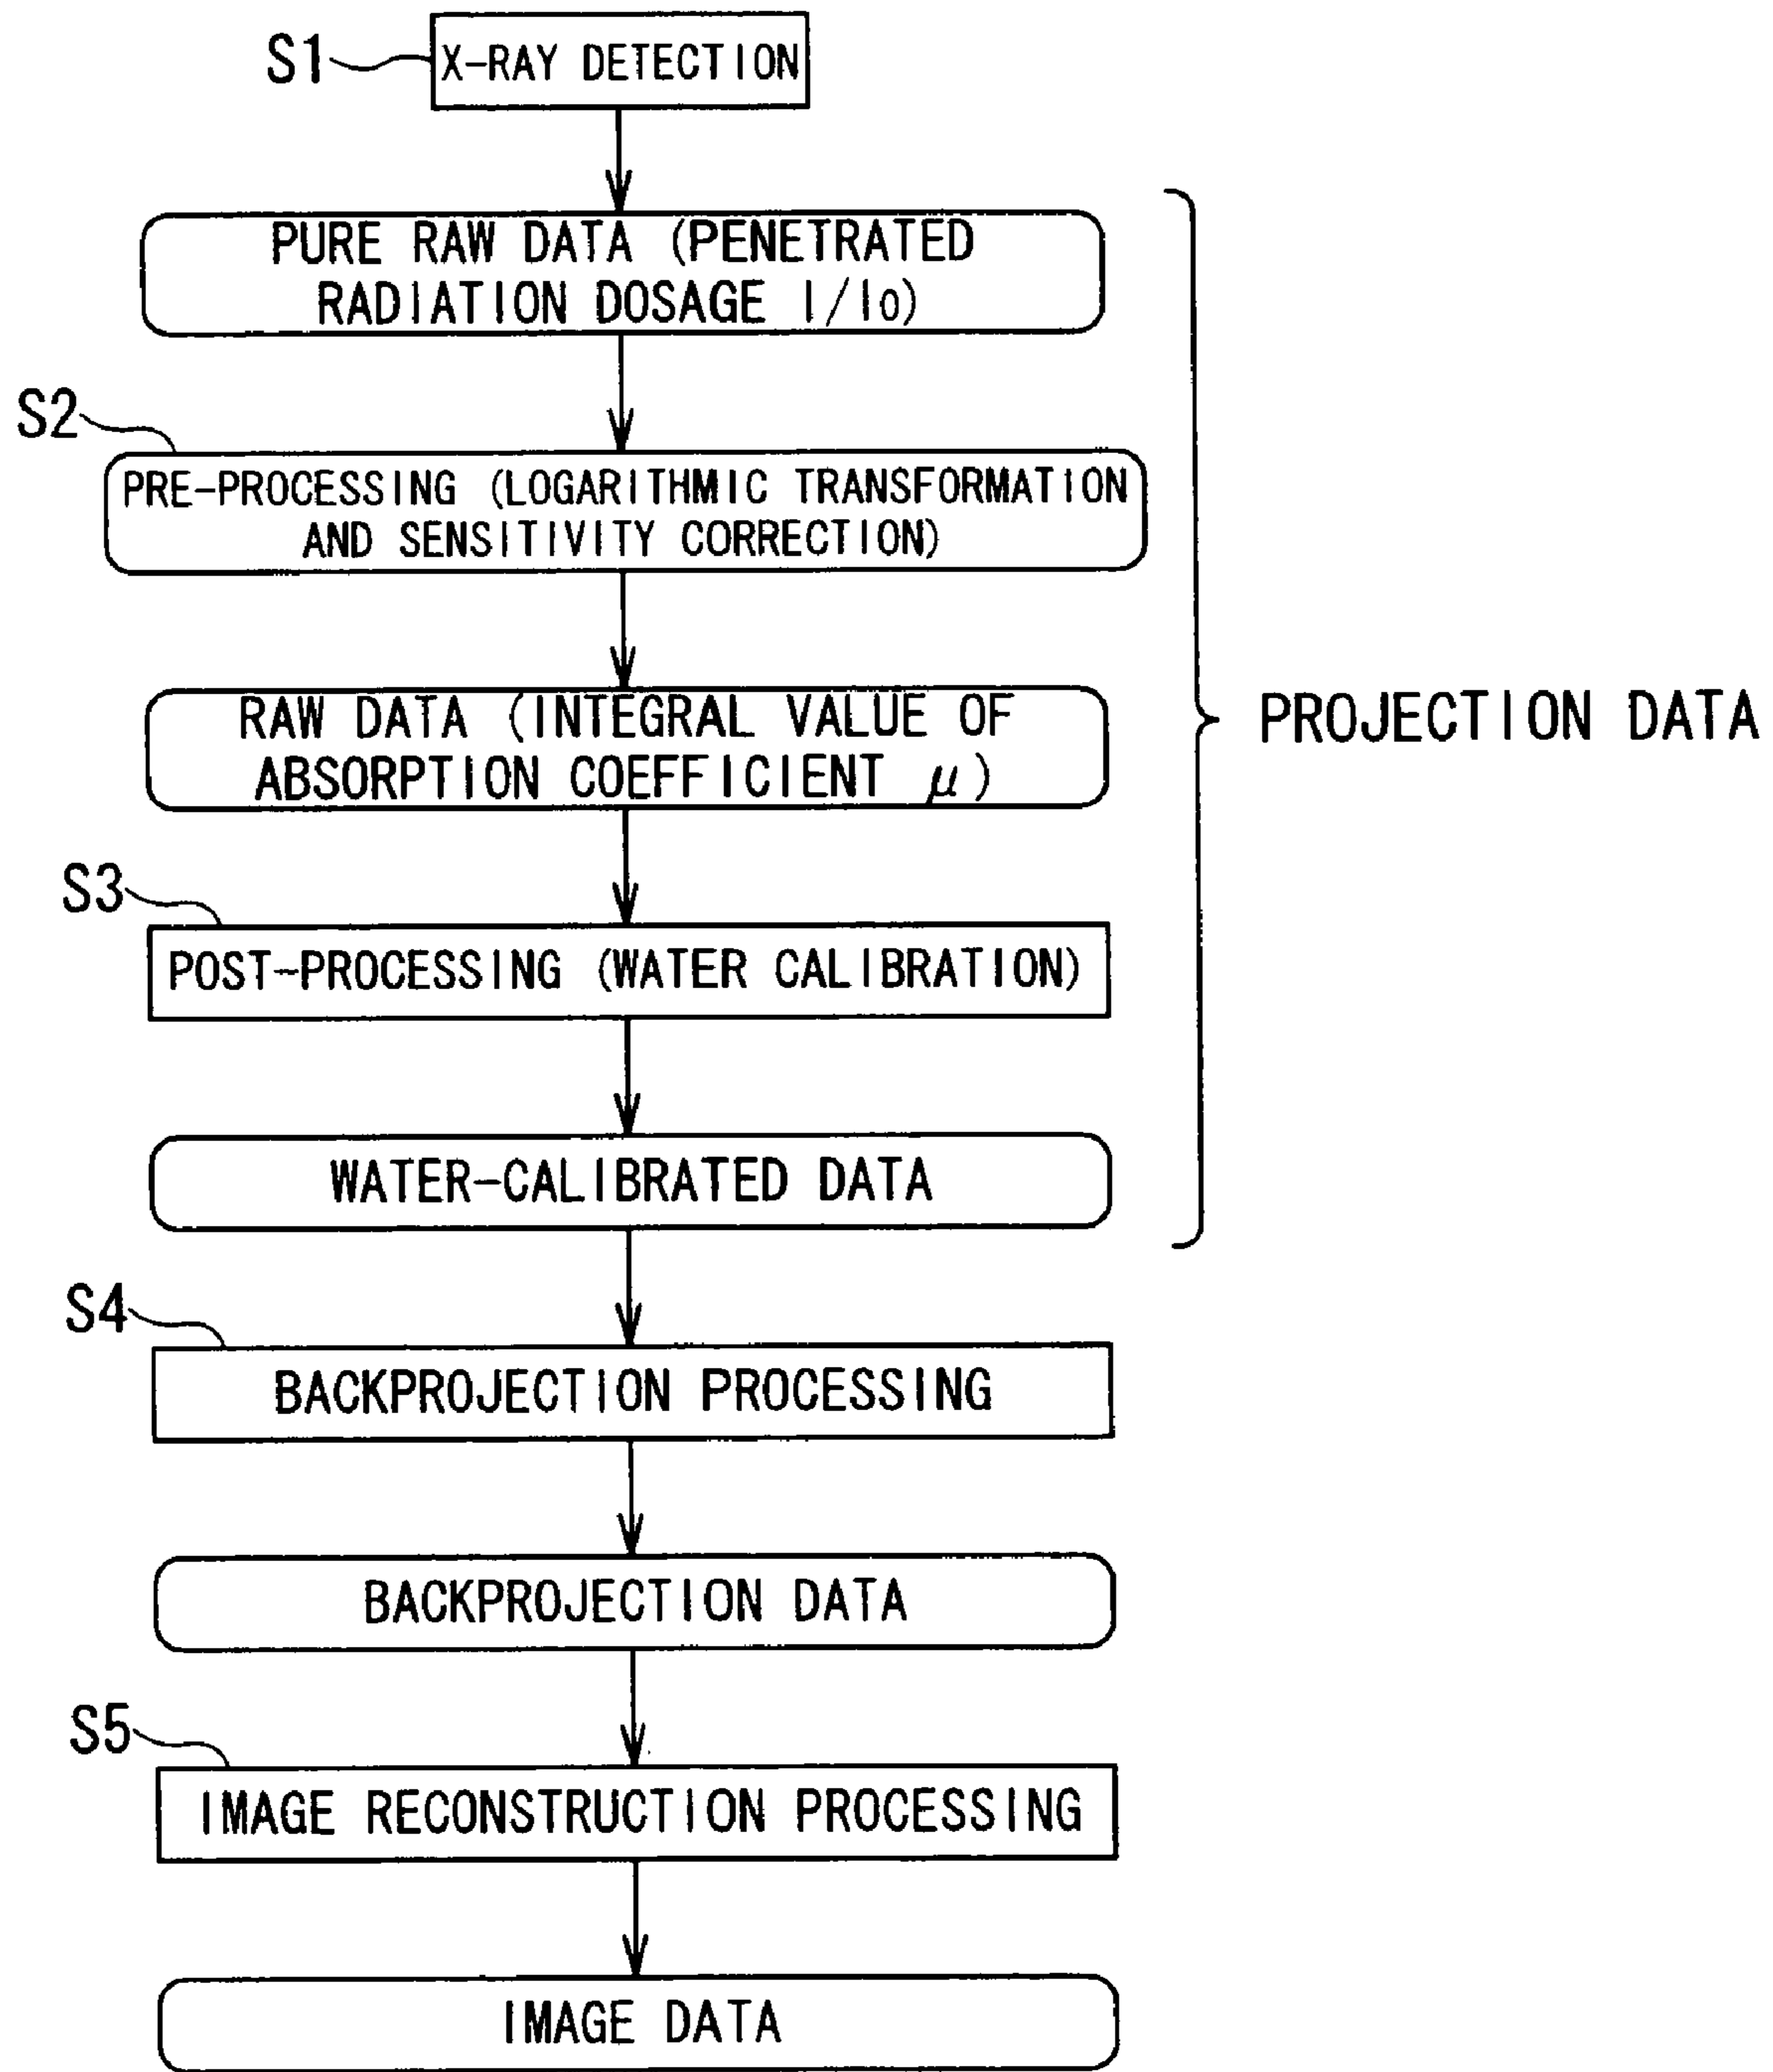 S1
X-RAY DETECTION
PURE RAW DATA (PENETRATED
RADIATION DOSAGE I/I0)
S2
PRE-PROCESSING (LOGARITHMIC TRANSFORMATION
AND SENSITIVITY CORRECTION)
RAW DATA (INTEGRAL VALUE OF
ABSORPTION COEFFICIENT μ)
PROJECTION DATA
S3
POST-PROCESSING (WATER CALIBRATION)
WATER-CALIBRATED DATA
S4
BACKPROJECTION PROCESSING
BACKPROJECTION DATA
S5
IMAGE RECONSTRUCTION PROCESSING
IMAGE DATA